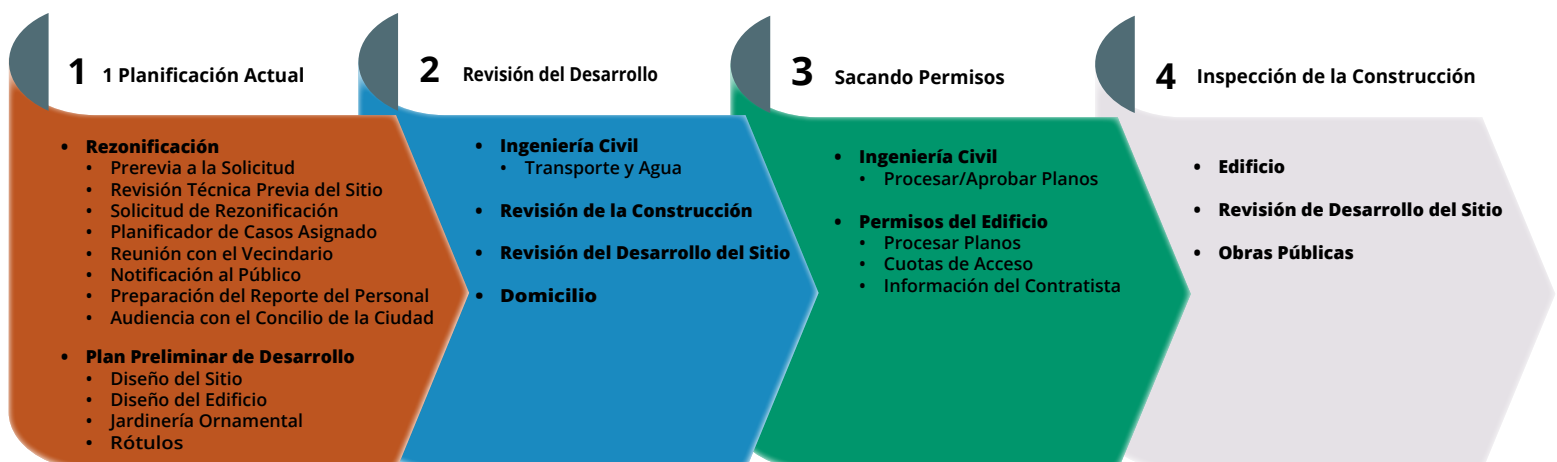 1 1 Planificación Actual
• Rezonificación
• Prerevia a la Solicitud
• Revisión Técnica Previa del Sitio
• Solicitud de Rezonificación
• Planificador de Casos Asignado
• Reunión con el Vecindario
• Notificación al Público
• Preparación del Reporte del Personal
• Audiencia con el Concilio de la Ciudad
• Plan Preliminar de Desarrollo
• Diseño del Sitio
• Diseño del Edificio
• Jardinería Ornamental
• Rótulos
2 Revisión del Desarrollo
• Ingeniería Civil
• Transporte y Agua
• Revisión de la Construcción
• Revisión del Desarrollo del Sitio
• Domicilio
3 Sacando Permisos
• Ingeniería Civil
• Procesar/Aprobar Planos
• Permisos del Edificio
• Procesar Planos
• Cuotas de Acceso
• Información del Contratista
4 Inspección de la Construcción
• Edificio
• Revisión de Desarrollo del Sitio
• Obras Públicas